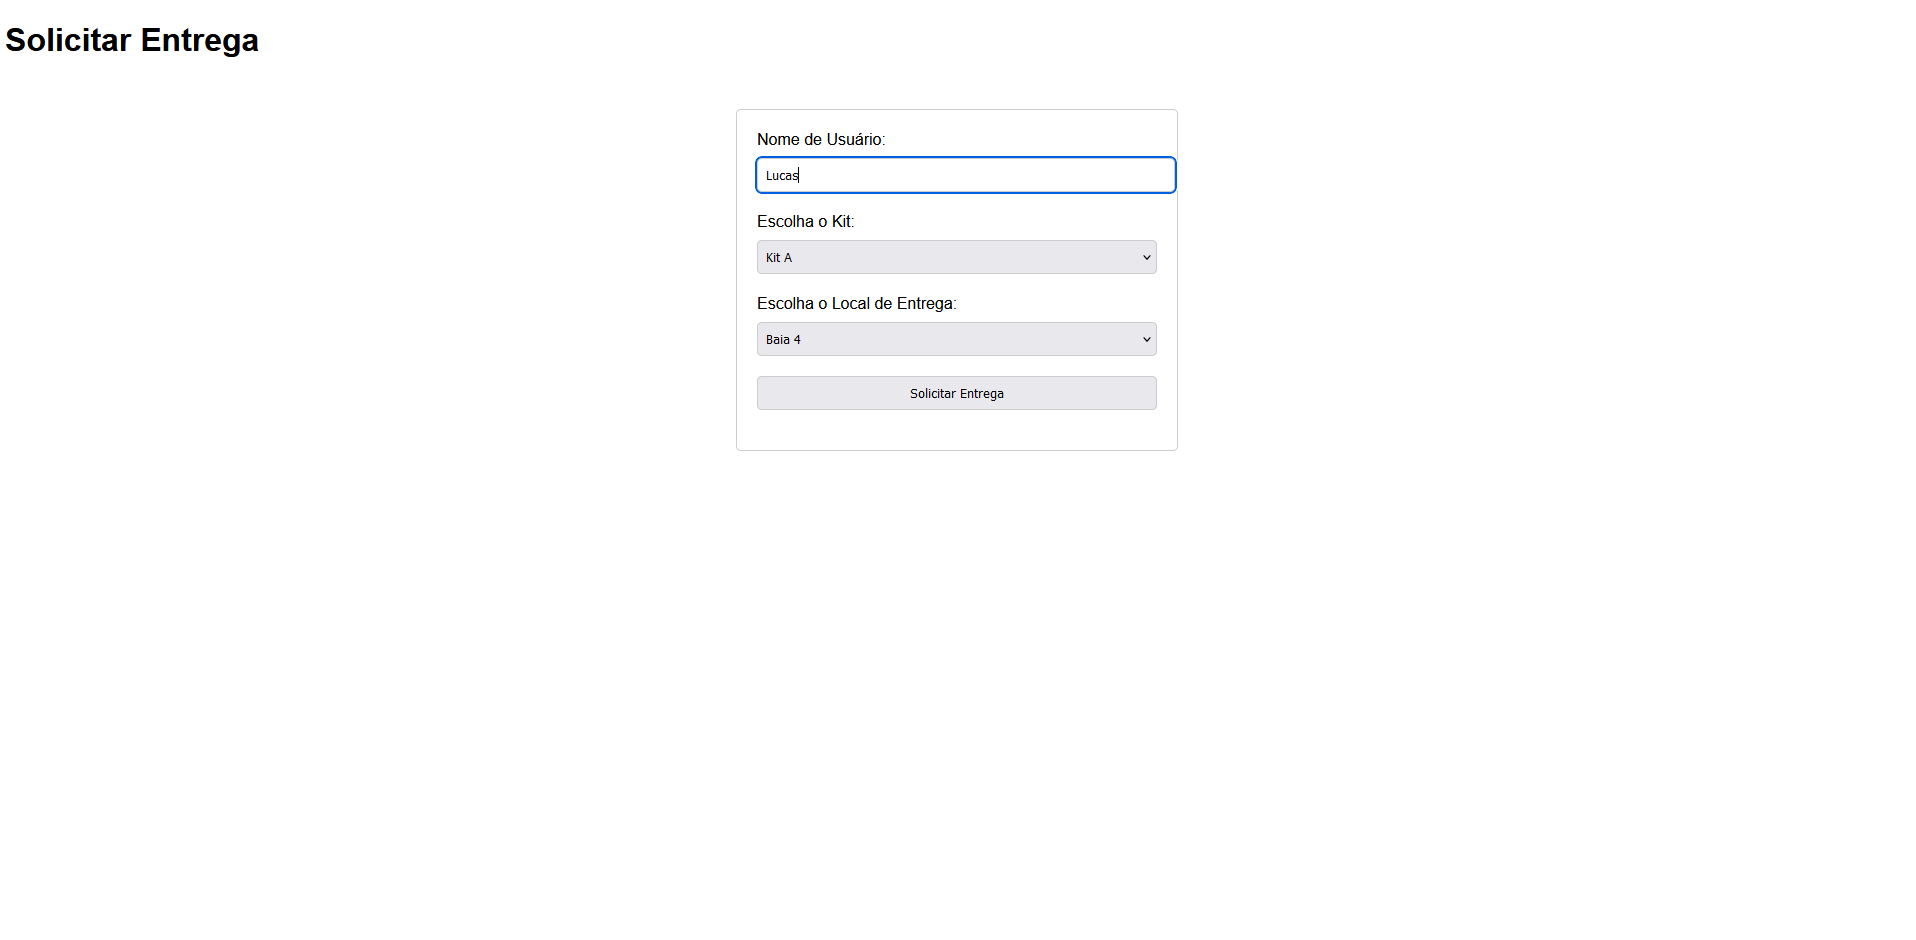 Solicitar Entrega
Nome de Usuário:
Lucas
Escolha o Kit:
Kit A
Escolha o Local de Entrega:
Baia 4
Solicitar Entrega